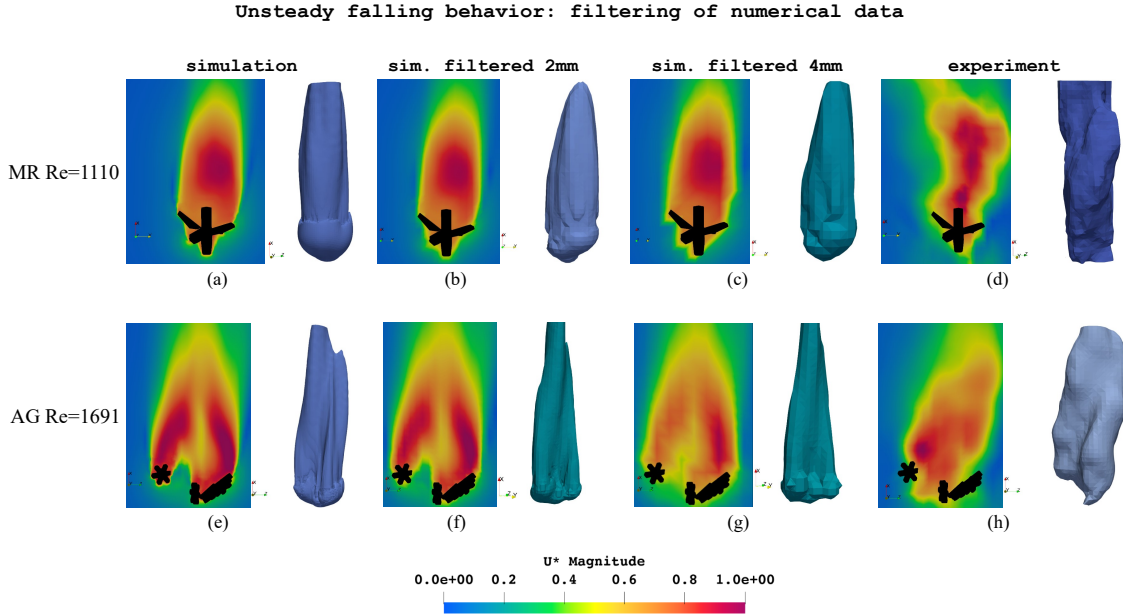 Unsteady falling behavior: filtering of numerical data
simulation sim. filtered 2mm sim. filtered 4mm experiment
MR Re=1110
(a) (b) (c) (d)
AG Re=1691
(e) (f) (g) (h)
U* Magnitude
0.0e+00 0.2 0.4 0.6 0.8 1.0e+00